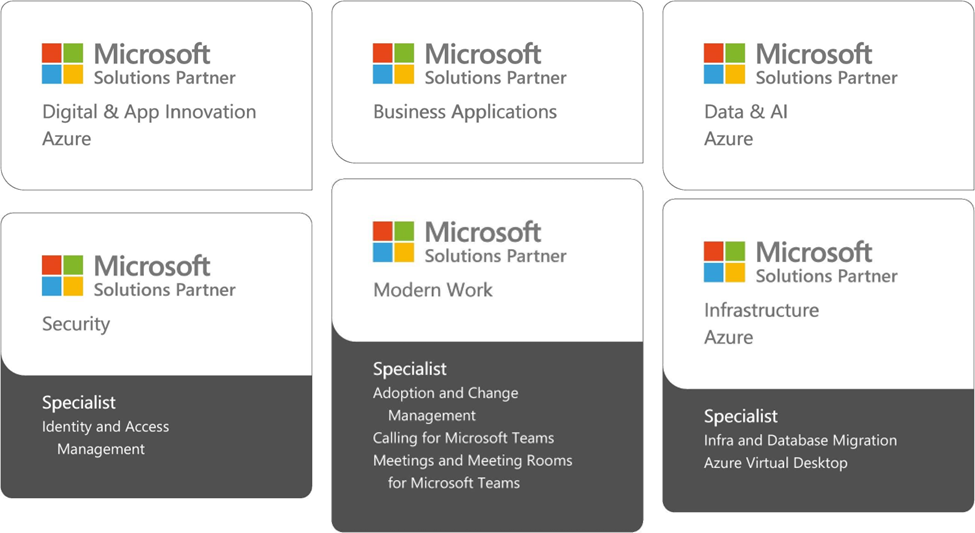 Microsoft
Solutions Partner
Digital & App Innovation
Azure
Microsoft
Solutions Partner
Business Applications
Microsoft
Solutions Partner
Data & AI
Azure
Microsoft
Solutions Partner
Security
Specialist
Identity and Access
Management
Microsoft
Solutions Partner
Modern Work
Specialist
Adoption and Change
Management
Calling for Microsoft Teams
Meetings and Meeting Rooms
for Microsoft Teams
Microsoft
Solutions Partner
Infrastructure
Azure
Specialist
Infra and Database Migration
Azure Virtual Desktop